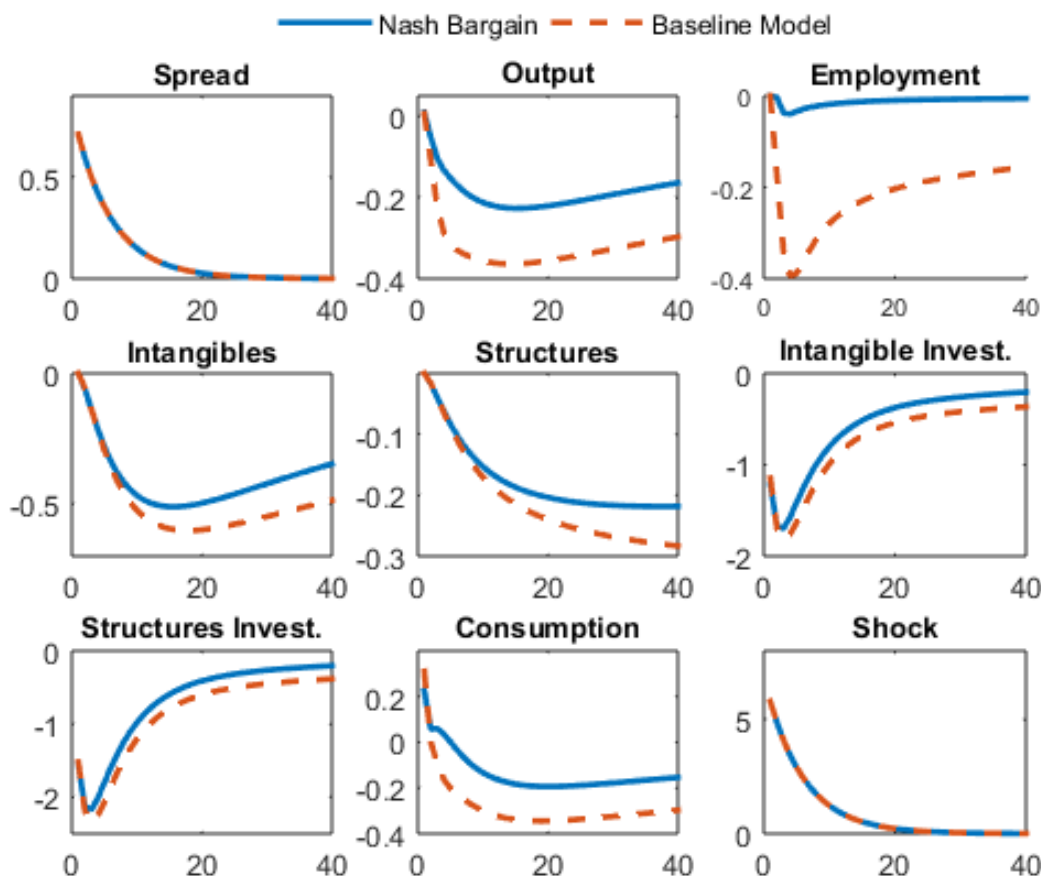 Nash Bargain Baseline Model
Spread
0.5
0
0 20 40
Output
0
-0.2
-0.4
0 20 40
Employment
0
-0.2
-0.4
0 20 40
Intangibles
0
-0.5
0 20 40
Structures
-0.1
-0.2
-0.3
0 20 40
Intangible Invest.
0
-1
-2
0 20 40
Structures Invest.
0
-1
-2
0 20 40
Consumption
0.2
0
-0.2
-0.4
0 20 40
Shock
5
0
0 20 40